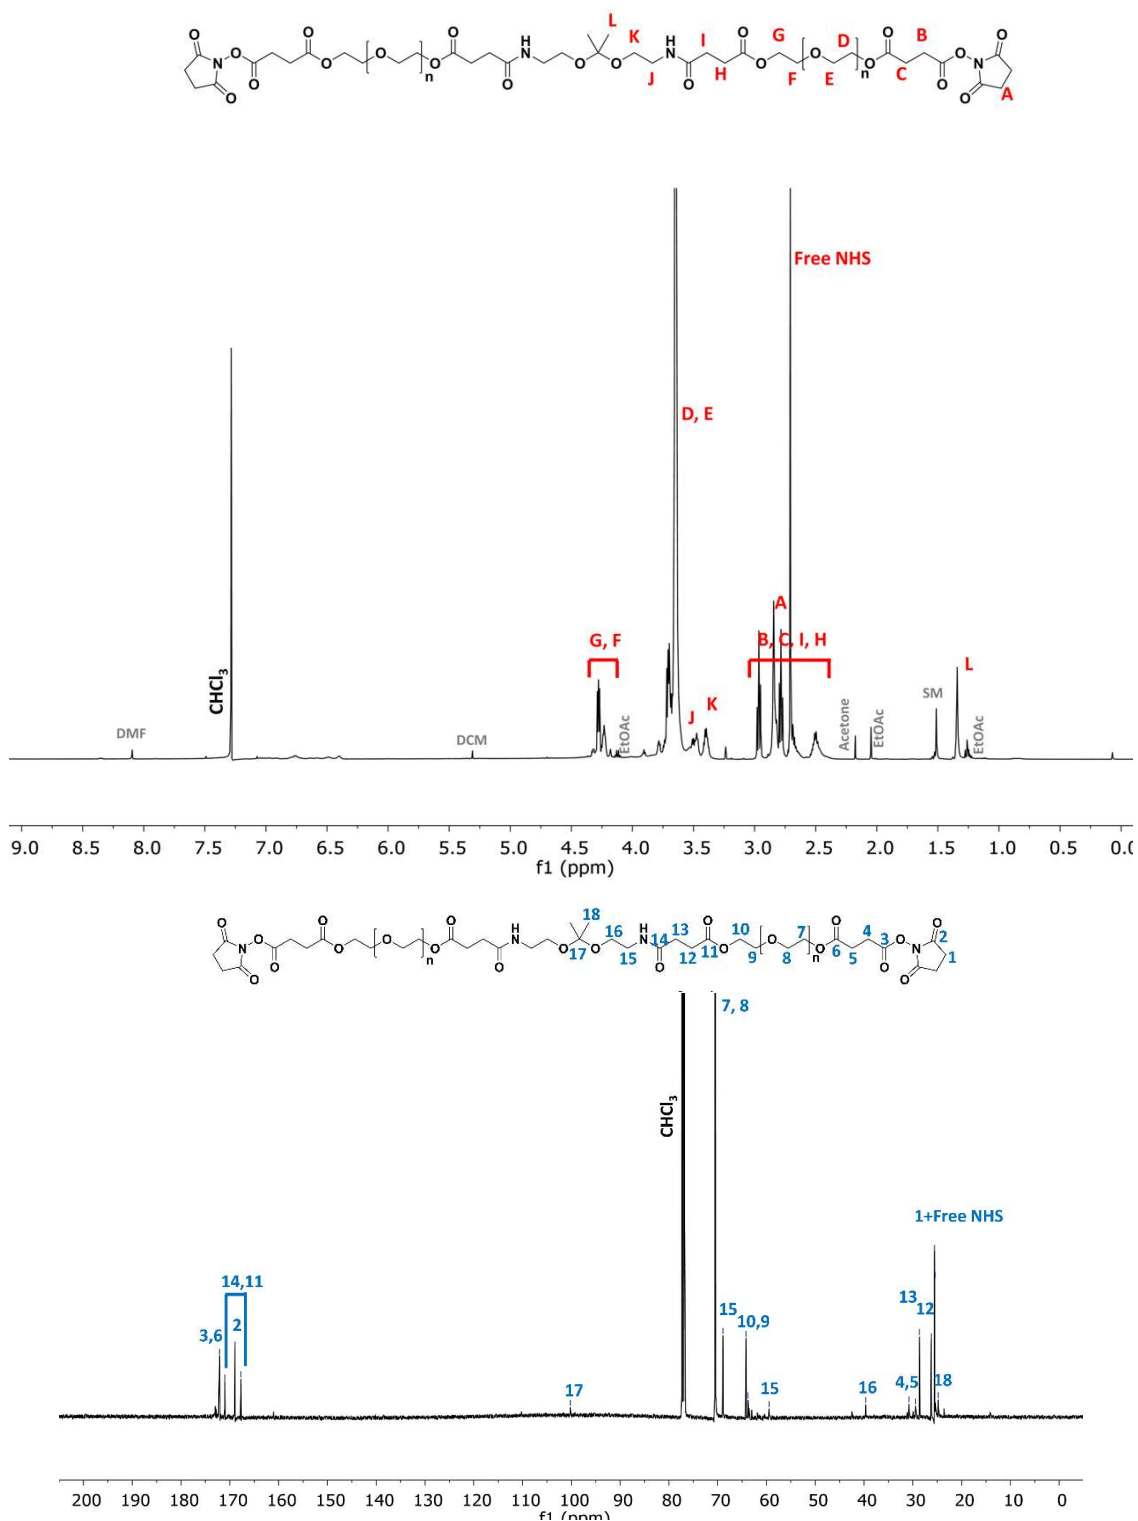 L
H
N
K
H
N
I
G
D
B
O
O
O
O
O
O
O
N
O
O
O
O
n
O
O
O
O
O
J
O
H
O
F
E
n
O
C
O
O
N
O
A
Free NHS
D, E
CHCl3
A
G, F
B, C, I, H
L
K
J
DMF
DCM
EtOAc
Acetone
EtOAc
SM
EtOAc
9.0 8.0 7.5 7.0 6.5 6.0 5.5 5.0 4.5 4.0 3.5 3.0 2.5 2.0 1.5 1.0 0.5 0.0
f1 (ppm)
18
16
H
N
13
10
7
4
2
17
15
14
12
11
9
8
n
6
5
3
1
7, 8
CHCl3
1+Free NHS
14,11
3,6
2
15
10,9
13
12
17
15
16
4,5
18
200 190 180 170 160 150 140 130 120 110 100 90 80 70 60 50 40 30 20 10 0
f1 (ppm)